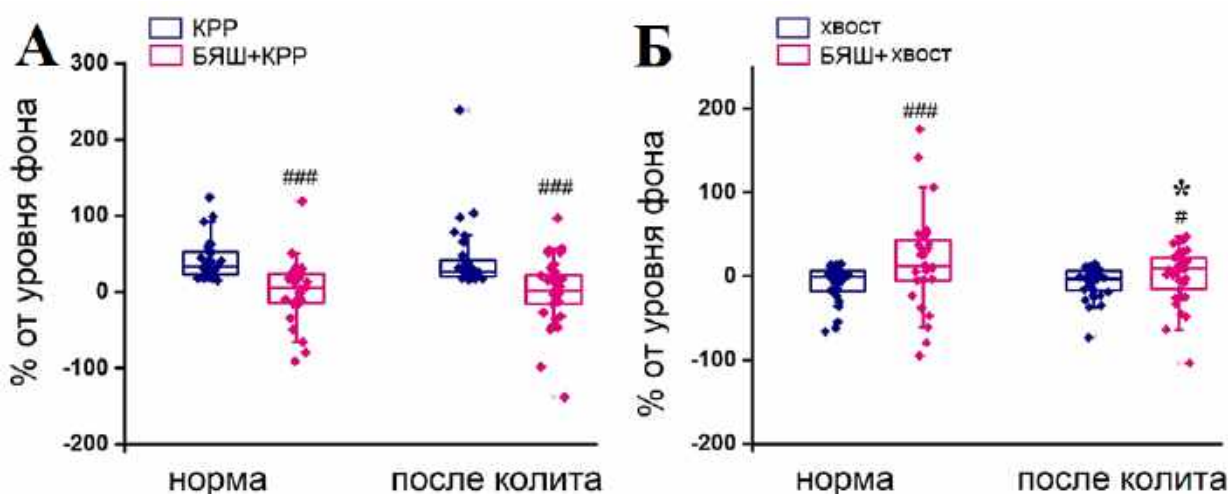 А
КРР
БЯШ+КРР
% от уровня фона
300
200
100
0
-100
-200
###
###
норма
после колита
Б
хвост
БЯШ+хвост
% от уровня фона
200
100
0
-100
-200
###
*
#
норма
после колита